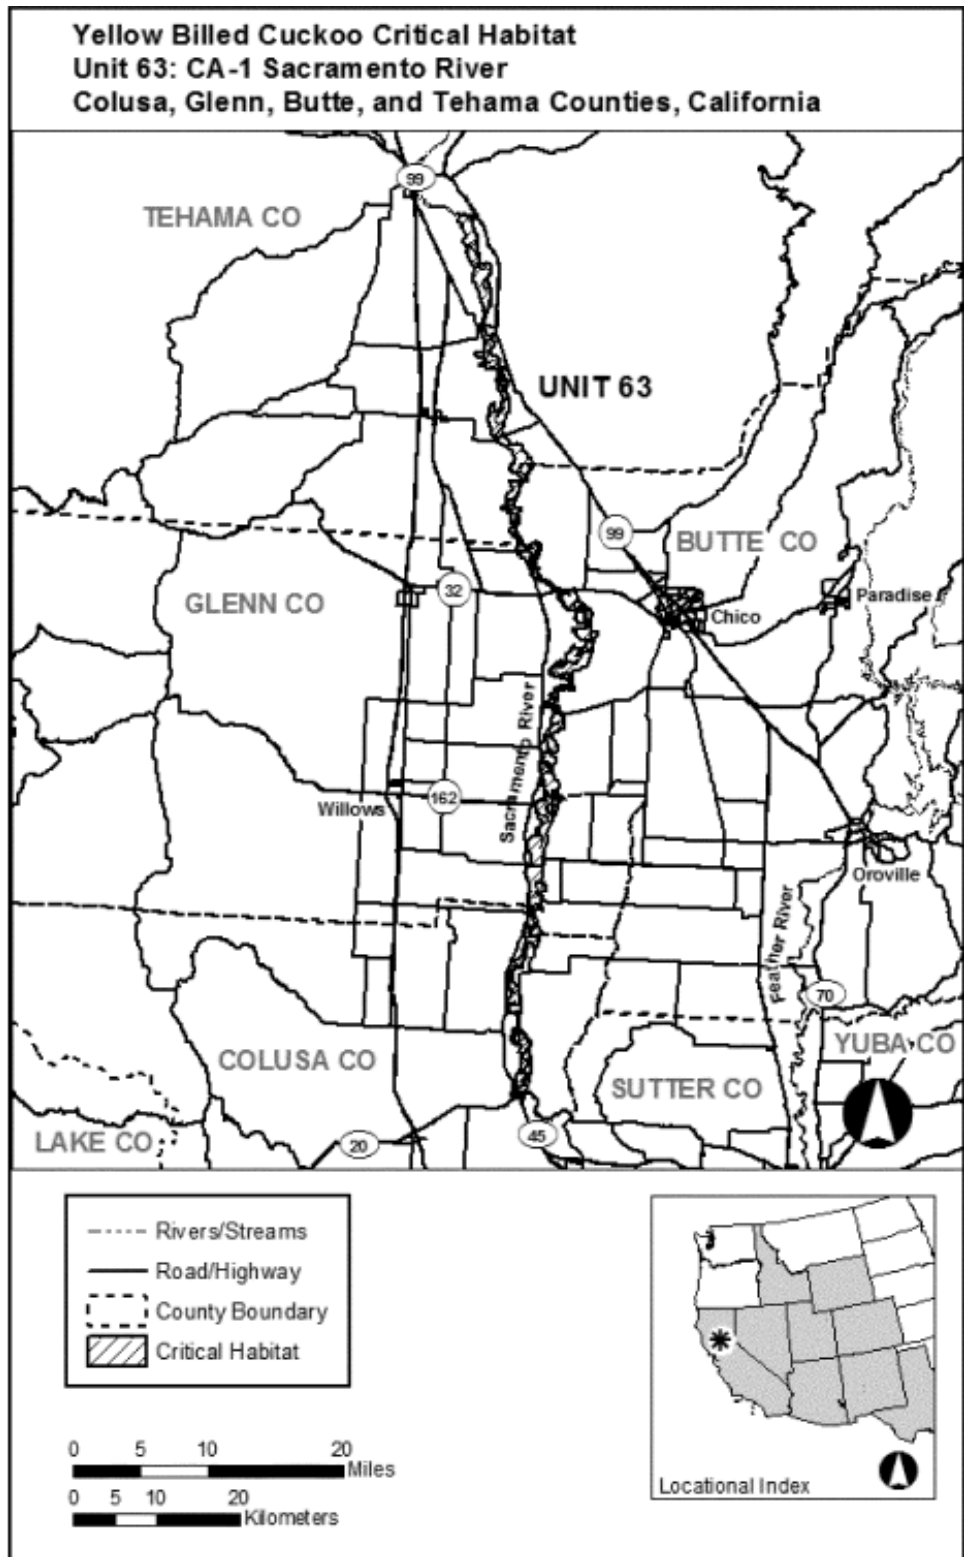 Yellow Billed Cuckoo Critical Habitat
Unit 63: CA-1 Sacramento River
Colusa, Glenn, Butte, and Tehama Counties, California
99
TEHAMA CO
UNIT 63
99
BUTTE CO
32
GLENN CO
Paradise
Chico
Sacramento River
Willows
162
Oroville
Feather River
70
YUBA CO
COLUSA CO
SUTTER CO
LAKE CO
20
45
Rivers/Streams
Road/Highway
County Boundary
Critical Habitat
0 5 10 20
Miles
0 5 10 20
Kilometers
Locational Index